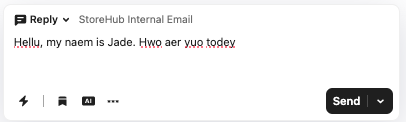 Reply StoreHub Internal Email
Hellu, my naem is Jade. Hwo aer yuo todey
AI Send